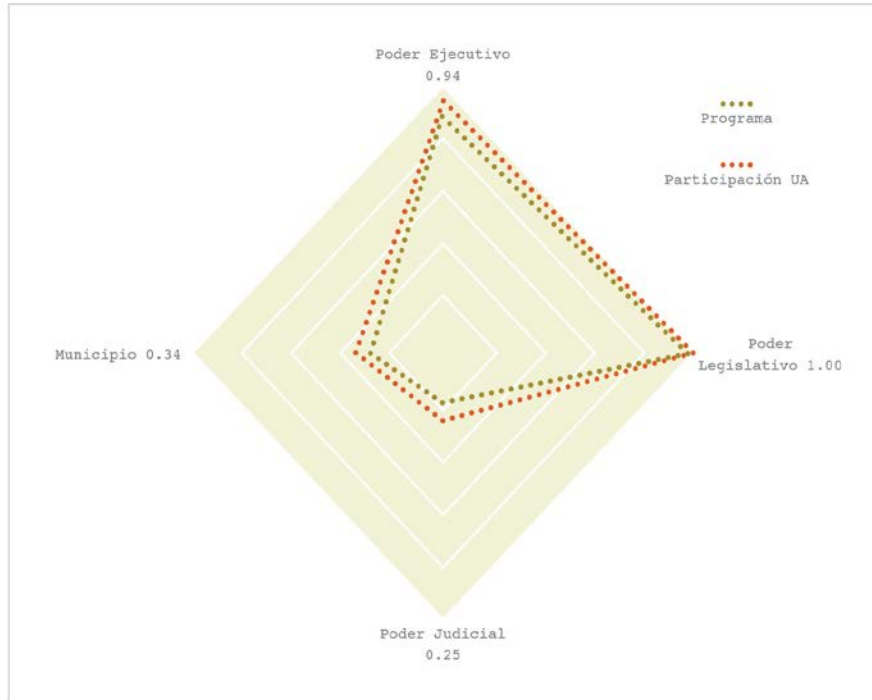 Poder Ejecutivo
0.94
Programa
Participación UA
Municipio 0.34
Poder
Legislativo 1.00
Poder Judicial
0.25